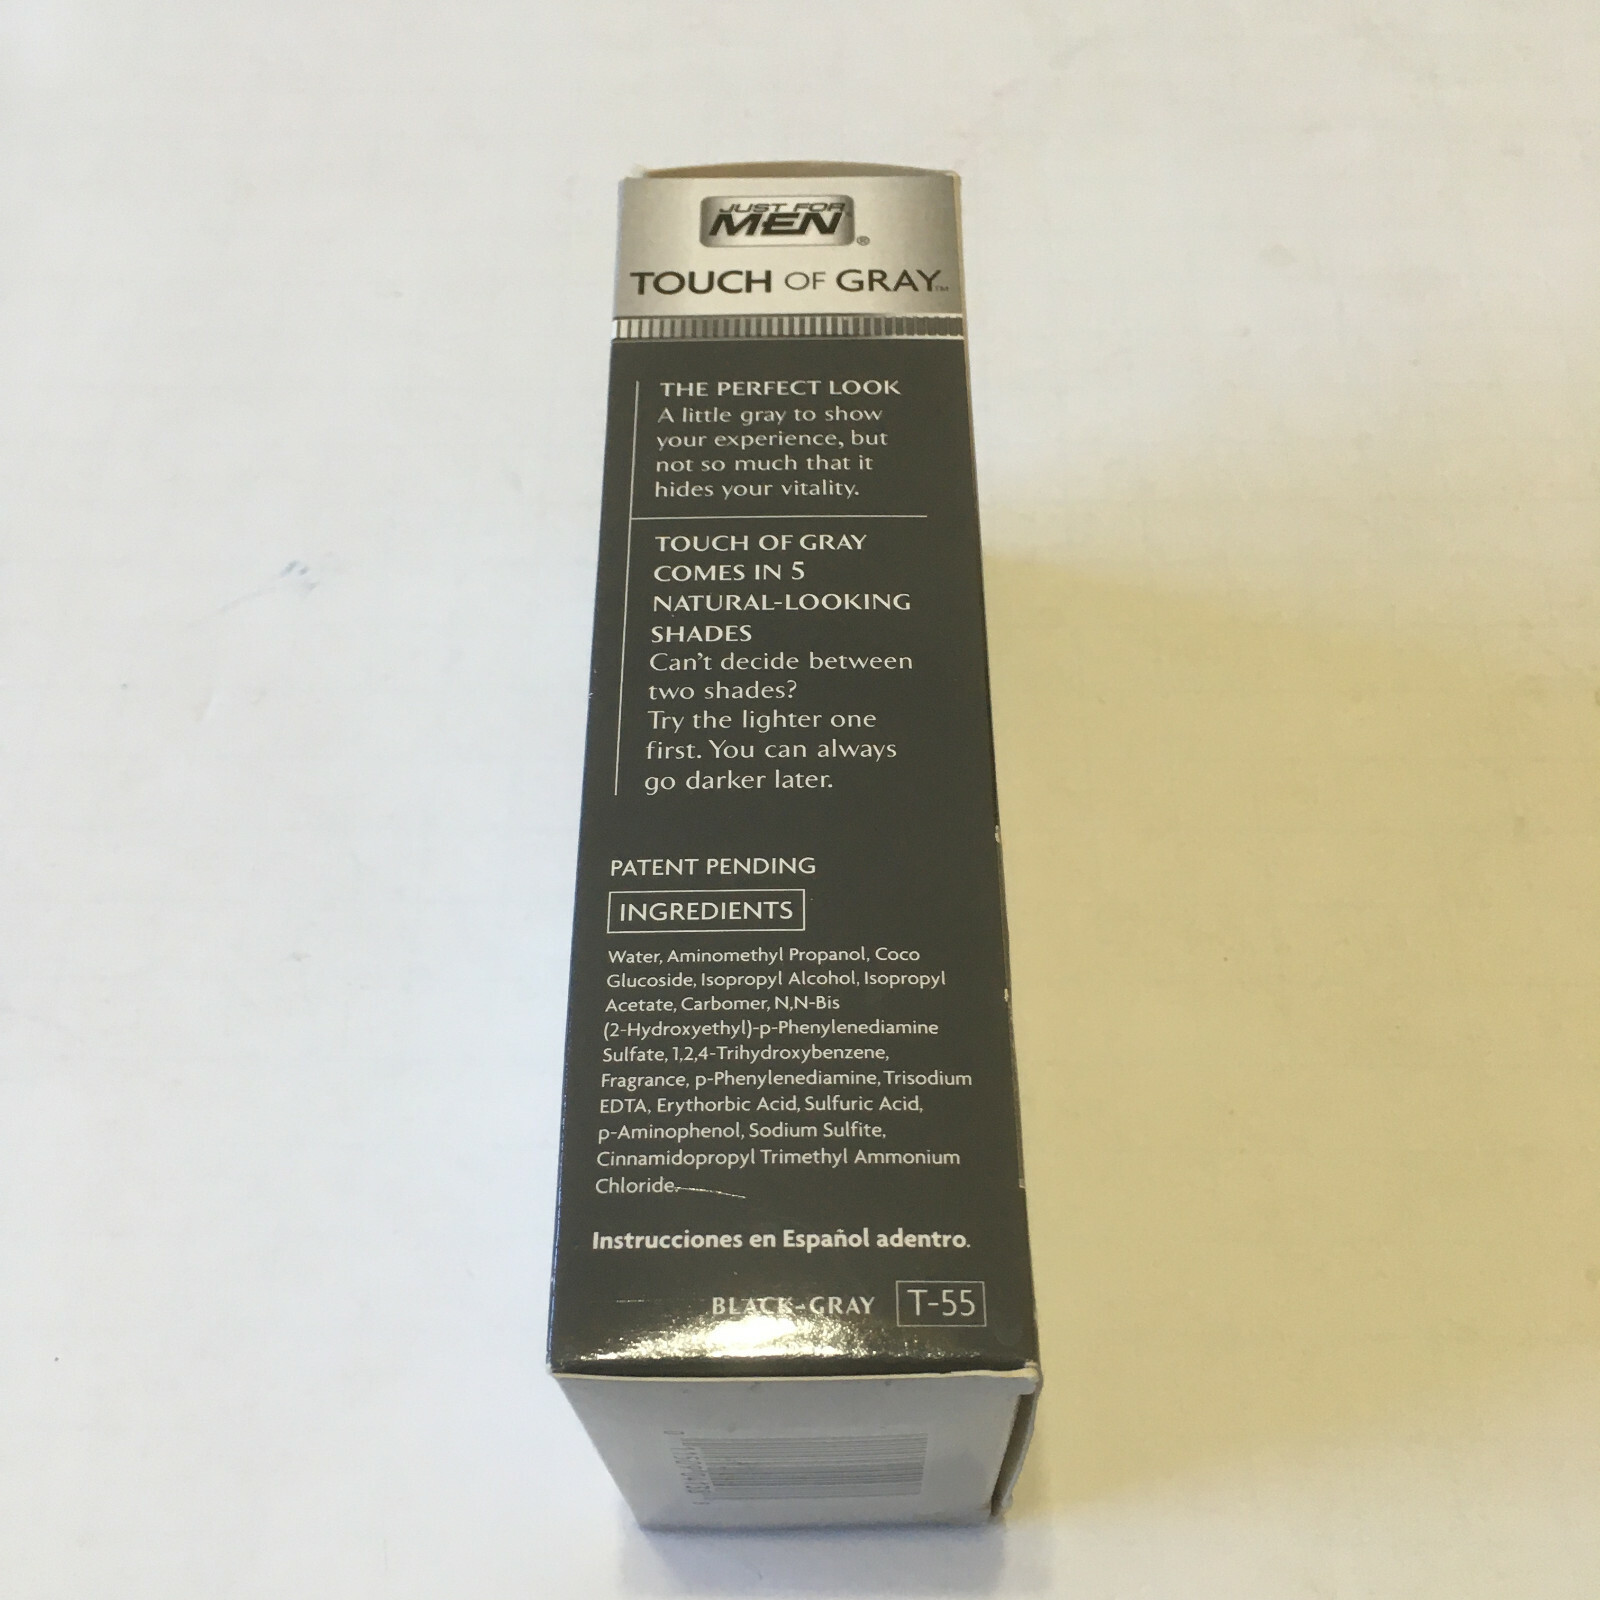 JUST FOR
MEN®
TOUCH OF GRAY™
THE PERFECT LOOK
A little gray to show
your experience, but
not so much that it
hides your vitality.
TOUCH OF GRAY
COMES IN 5
NATURAL-LOOKING
SHADES
Can't decide between
two shades?
Try the lighter one
first. You can always
go darker later.
PATENT PENDING
INGREDIENTS
Water, Aminomethyl Propanol, Coco
Glucoside, Isopropyl Alcohol, Isopropyl
Acetate, Carbomer, N,N-Bis
(2-Hydroxyethyl)-p-Phenylenediamine
Sulfate, 1,2,4-Trihydroxybenzene,
Fragrance, p-Phenylenediamine, Trisodium
EDTA, Erythorbic Acid, Sulfuric Acid,
p-Aminophenol, Sodium Sulfite,
Cinnamidopropyl Trimethyl Ammonium
Chloride.
Instrucciones en Español adentro.
BLACK-GRAY T-55